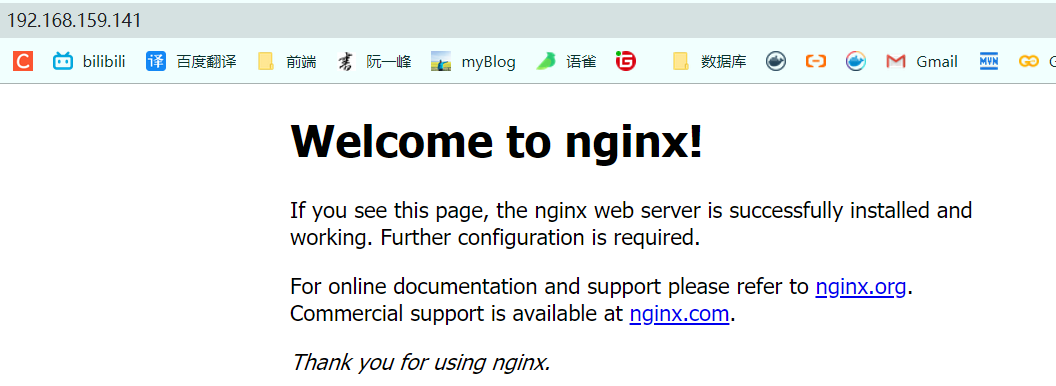 192.168.159.141
C bilibili 译 百度翻译 前端 阮一峰 myBlog 语雀 G 数据库 Gmail MVN G
Welcome to nginx!
If you see this page, the nginx web server is successfully installed and
working. Further configuration is required.
For online documentation and support please refer to nginx.org.
Commercial support is available at nginx.com.
Thank you for using nginx.